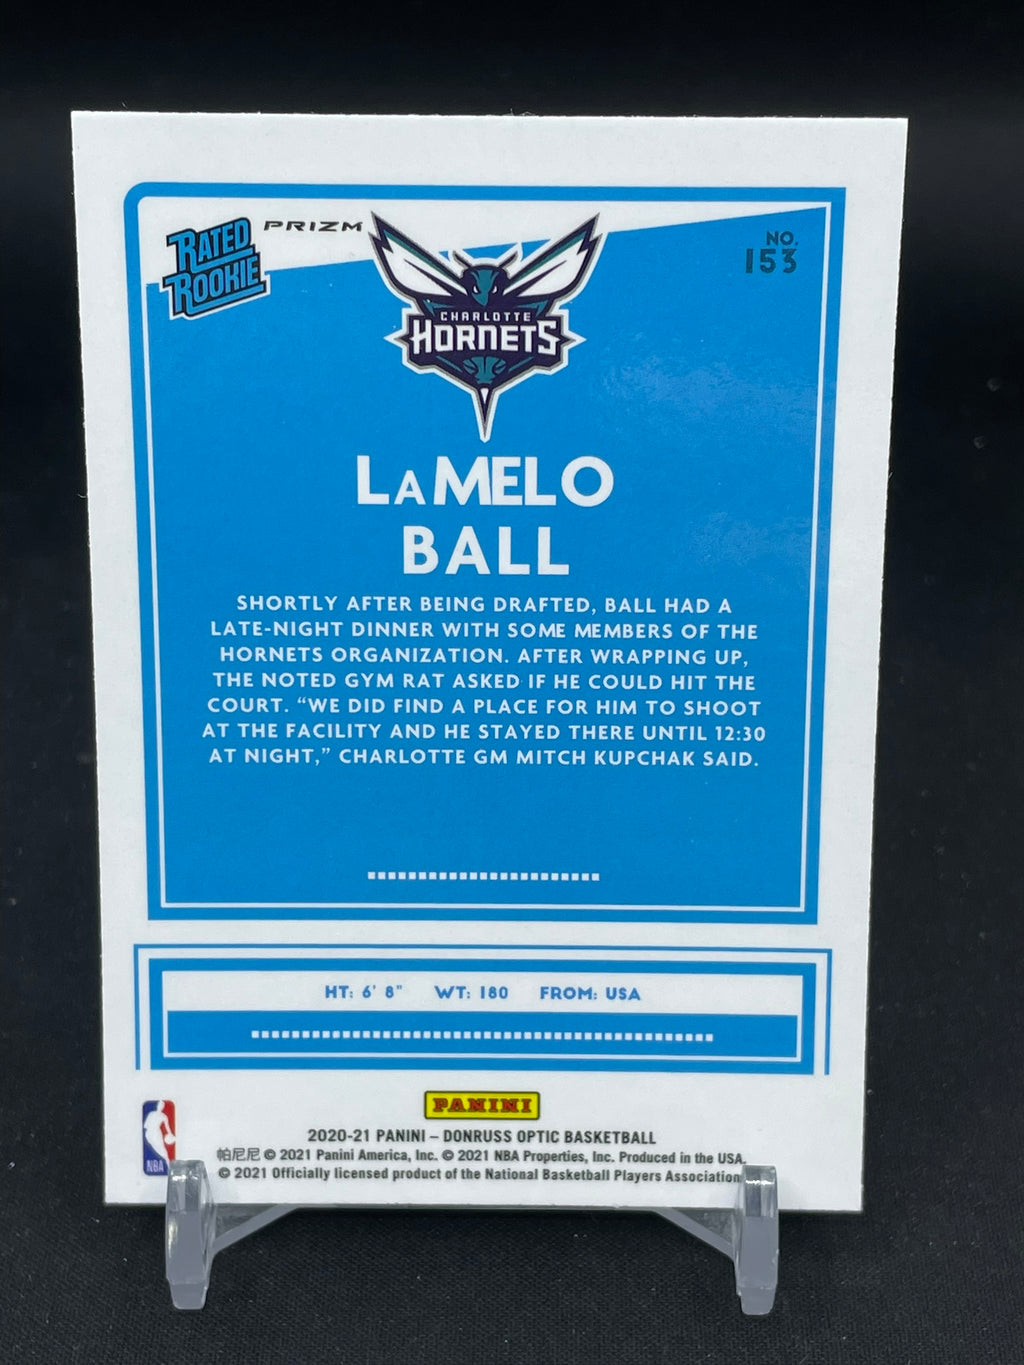 RATED
ROOKIE
PRIZM
NO.
153
CHARLOTTE
HORNETS
LaMELO
BALL
SHORTLY AFTER BEING DRAFTED, BALL HAD A
LATE-NIGHT DINNER WITH SOME MEMBERS OF THE
HORNETS ORGANIZATION. AFTER WRAPPING UP,
THE NOTED GYM RAT ASKED IF HE COULD HIT THE
COURT. “WE DID FIND A PLACE FOR HIM TO SHOOT
AT THE FACILITY AND HE STAYED THERE UNTIL 12:30
AT NIGHT,” CHARLOTTE GM MITCH KUPCHAK SAID.
HT: 6' 8" WT: 180 FROM: USA
PANINI
2020-21 PANINI – DONRUSS OPTIC BASKETBALL
帕尼尼 © 2021 Panini America, Inc. © 2021 NBA Properties, Inc. Produced in the USA.
© 2021 Officially licensed product of the National Basketball Players Association
NBA